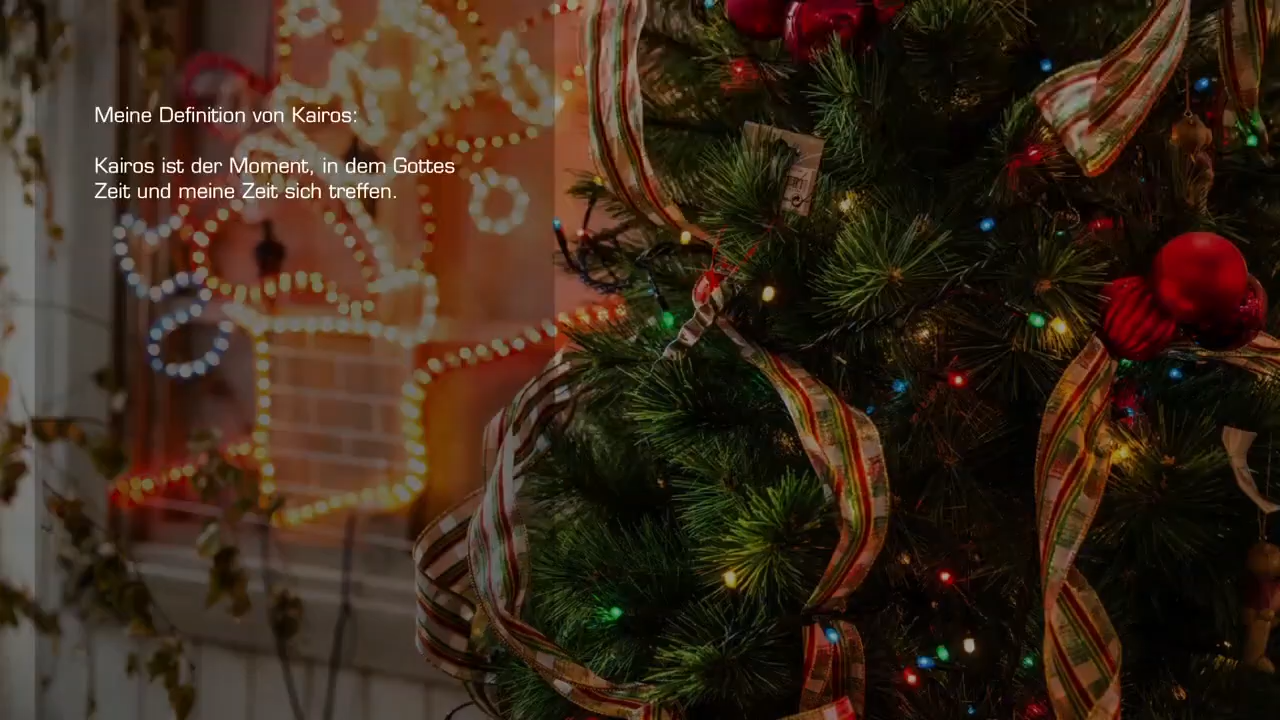 Meine Definition von Kairos:
Kairos ist der Moment, in dem Gottes
Zeit und meine Zeit sich treffen.